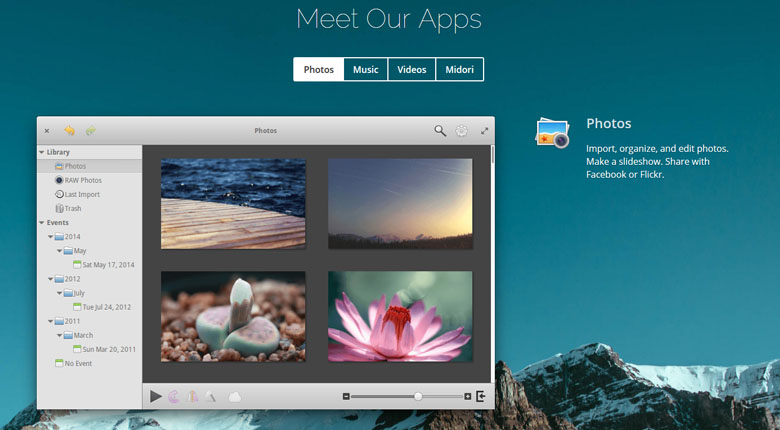 Meet Our Apps
Photos Music Videos Midori
Photos
Library
Photos
RAW Photos
Last Import
Trash
Events
2014
May
Sat May 17, 2014
2012
July
Tue Jul 24, 2012
2011
March
Sun Mar 20, 2011
No Event
Photos
Import, organize, and edit photos.
Make a slideshow. Share with
Facebook or Flickr.